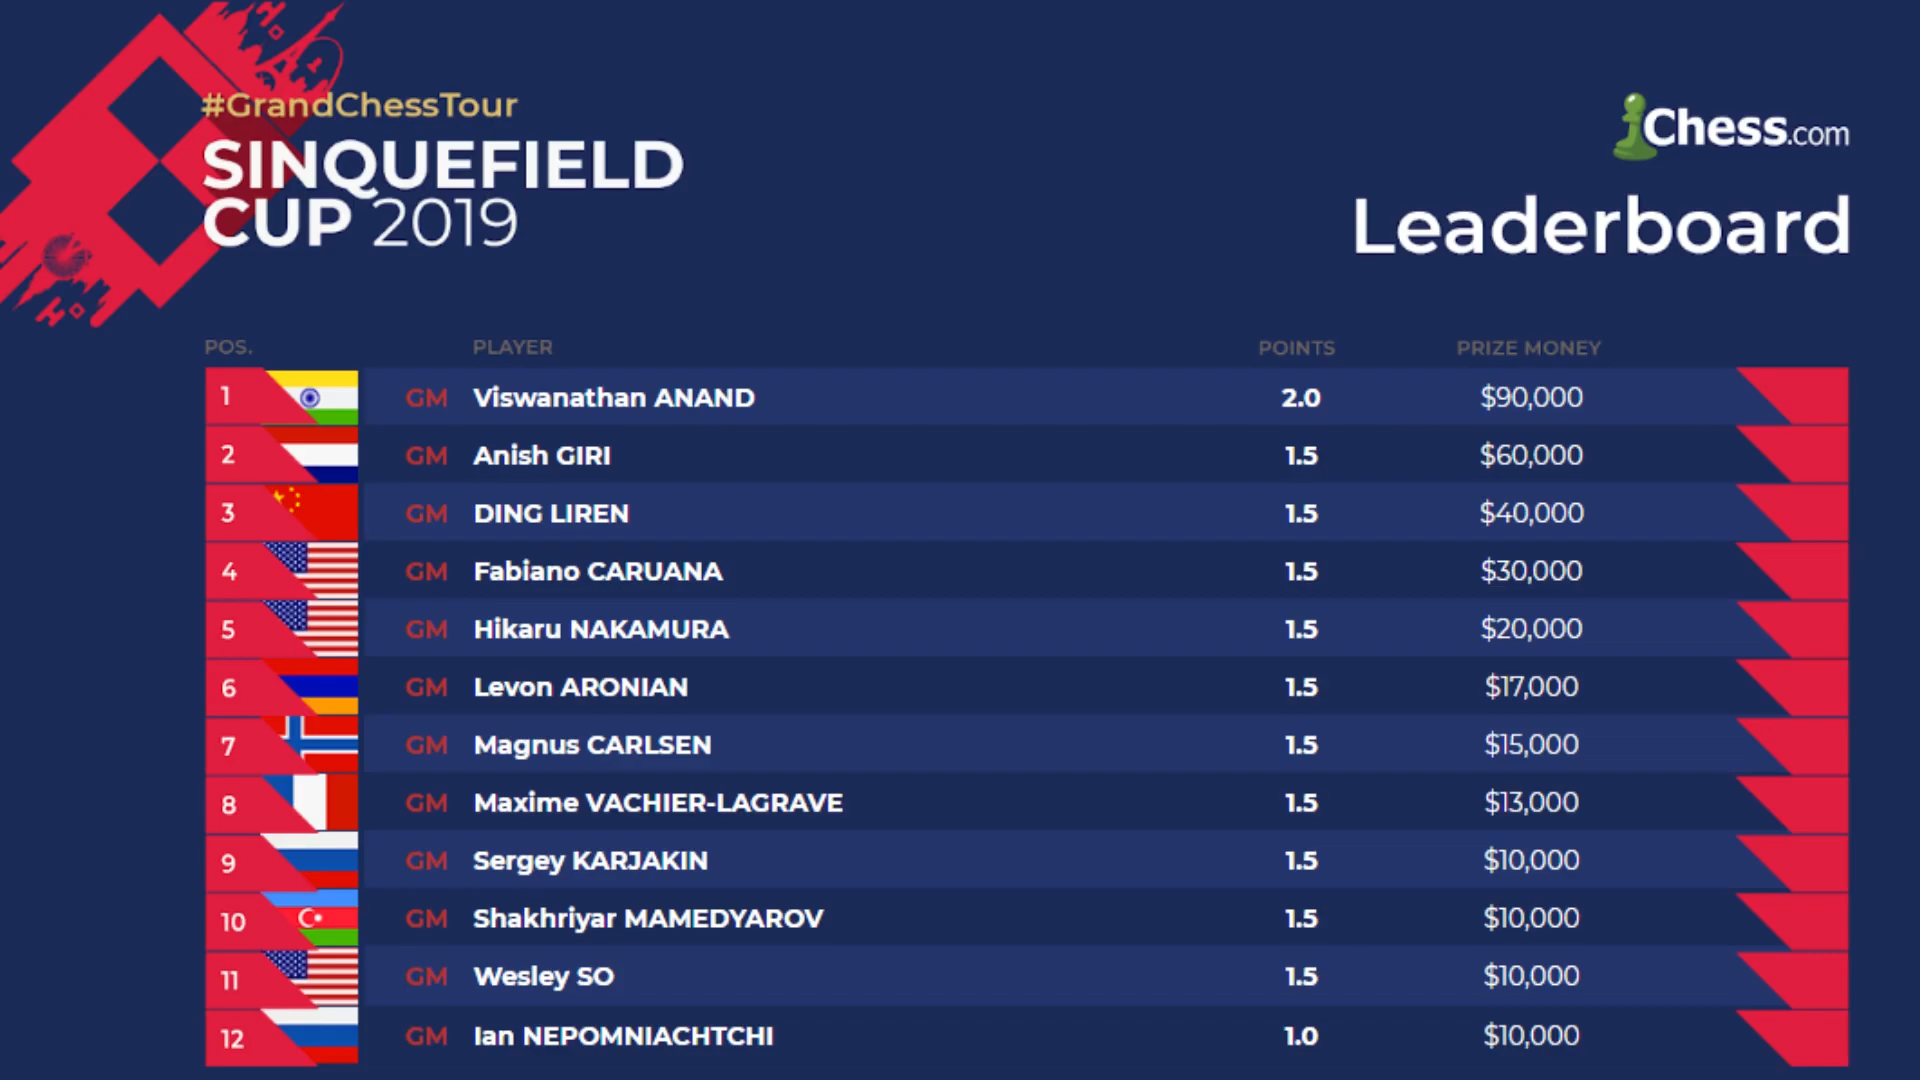 #GrandChessTour
SINQUEFIELD
CUP 2019
Chess.com
Leaderboard
POS. PLAYER POINTS PRIZE MONEY
1 GM Viswanathan ANAND 2.0 $90,000
2 GM Anish GIRI 1.5 $60,000
3 GM DING LIREN 1.5 $40,000
4 GM Fabiano CARUANA 1.5 $30,000
5 GM Hikaru NAKAMURA 1.5 $20,000
6 GM Levon ARONIAN 1.5 $17,000
7 GM Magnus CARLSEN 1.5 $15,000
8 GM Maxime VACHIER-LAGRAVE 1.5 $13,000
9 GM Sergey KARJAKIN 1.5 $10,000
10 GM Shakhriyar MAMEDYAROV 1.5 $10,000
11 GM Wesley SO 1.5 $10,000
12 GM Ian NEPOMNIACHTCHI 1.0 $10,000